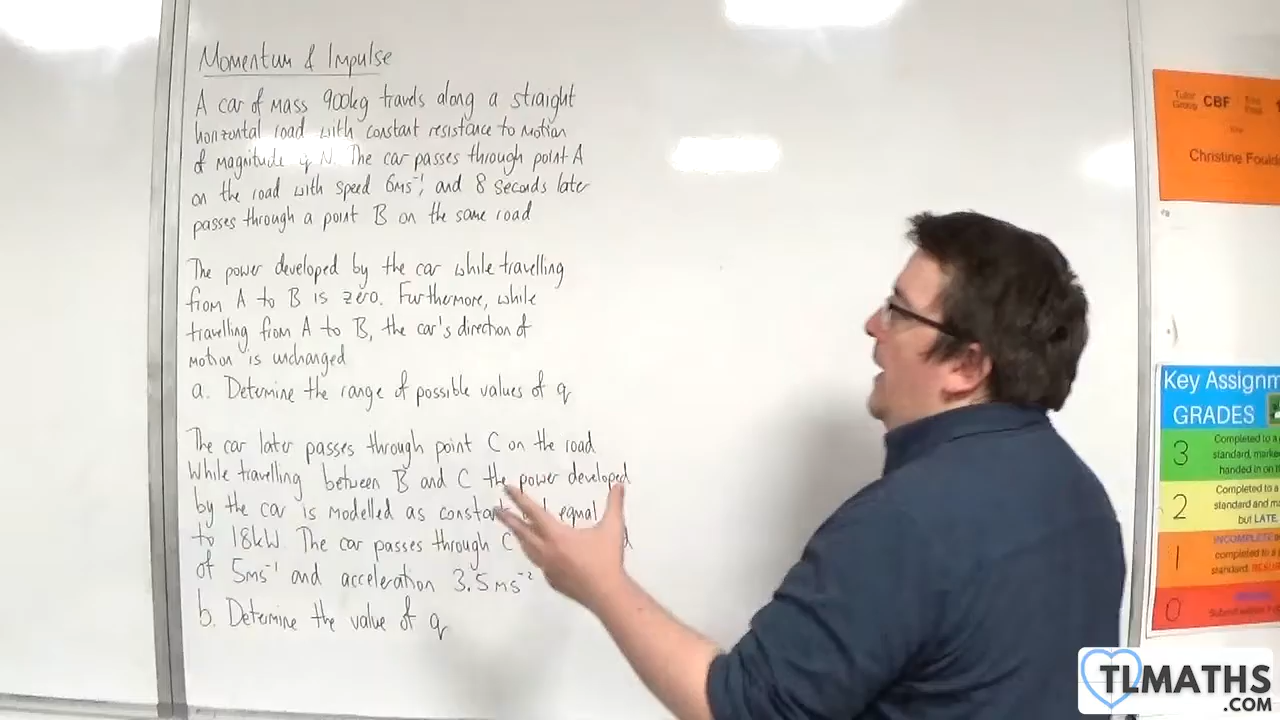 Momentum & Impulse
A car of mass 900kg travels along a straight
horizontal road with constant resistance to motion
of magnitude q N. The car passes through point A
on the road with speed 6ms⁻¹, and 8 seconds later
passes through a point B on the same road
The power developed by the car while travelling
from A to B is zero. Furthermore, while
travelling from A to B, the car's direction of
motion is unchanged
a. Determine the range of possible values of q
The car later passes through point C on the road
While travelling between B and C the power developed
by the car is modelled as constant equal
to 18kW. The car passes through C
of 5ms⁻¹ and acceleration 3.5ms⁻²
b. Determine the value of q
Tutor Group CBF
Christine Fould
Key Assignm
GRADES
3 Completed to a
standard, marke
handed in on t
2 Completed to a
standard and ma
but LATE
1 INCOMPLETE
completed to a
standard.
0
TLMATHS
.COM